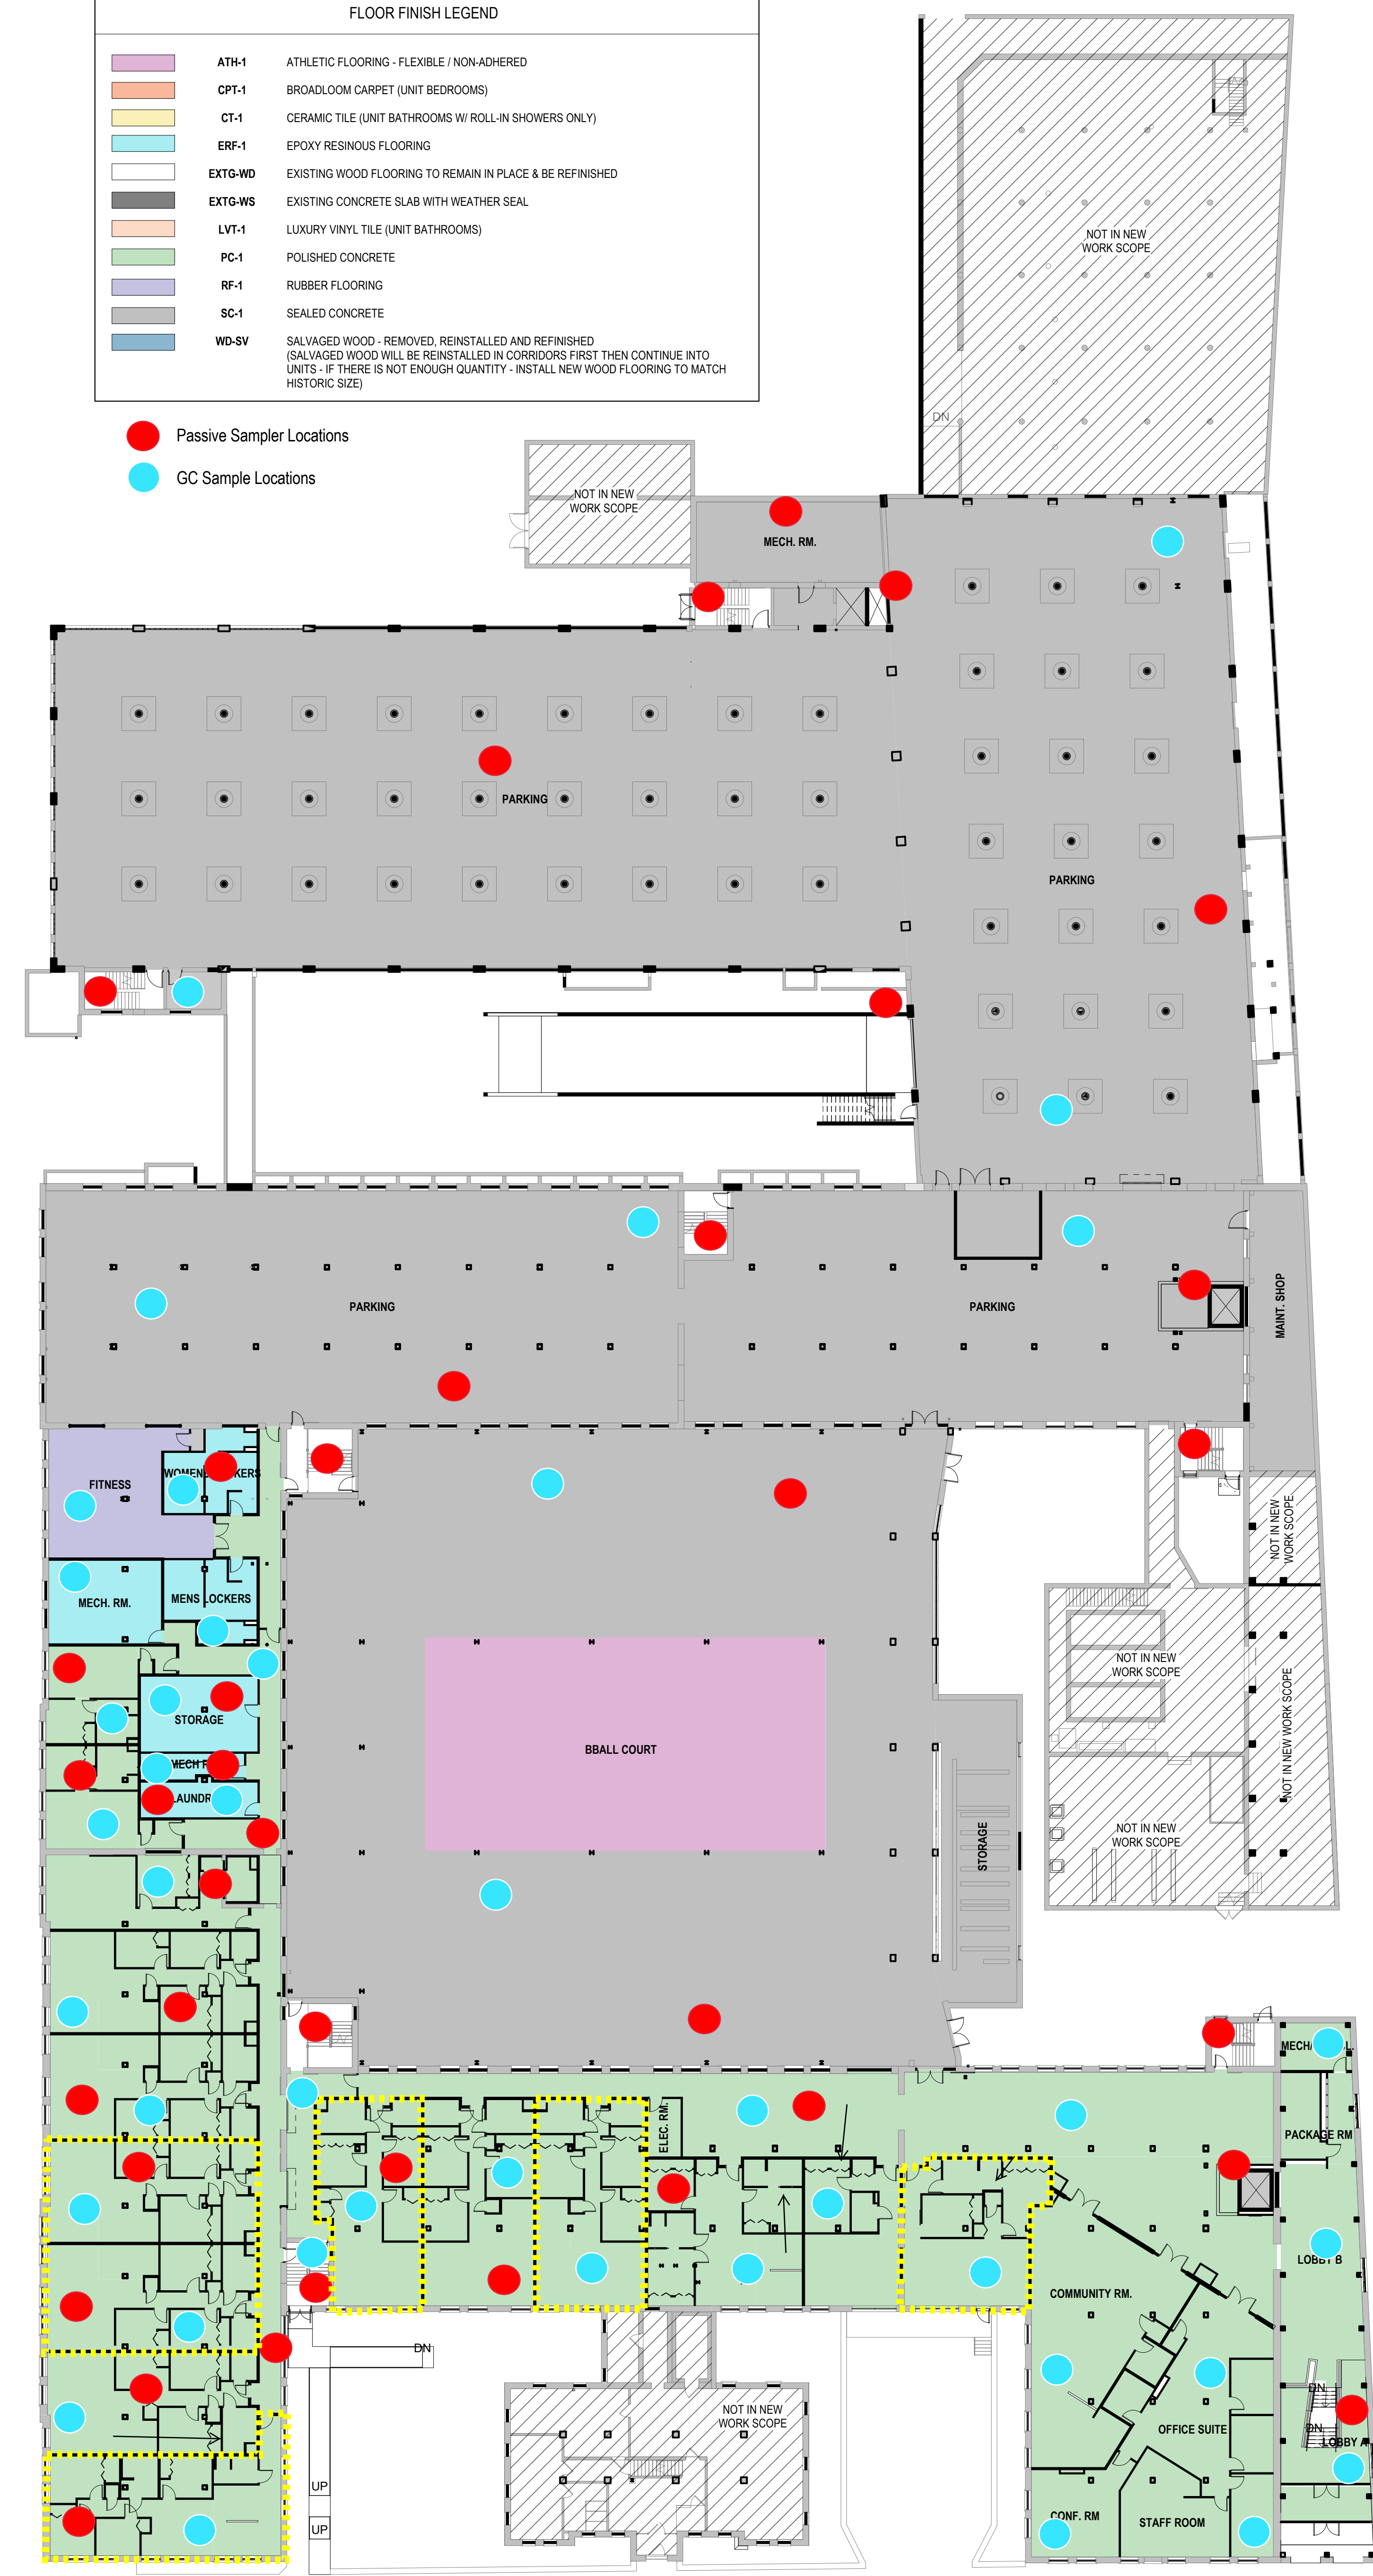 FLOOR FINISH LEGEND
ATH-1 ATHLETIC FLOORING - FLEXIBLE / NON-ADHERED
CPT-1 BROADLOOM CARPET (UNIT BEDROOMS)
CT-1 CERAMIC TILE (UNIT BATHROOMS W/ ROLL-IN SHOWERS ONLY)
ERF-1 EPOXY RESINOUS FLOORING
EXTG-WD EXISTING WOOD FLOORING TO REMAIN IN PLACE & BE REFINISHED
EXTG-WS EXISTING CONCRETE SLAB WITH WEATHER SEAL
LVT-1 LUXURY VINYL TILE (UNIT BATHROOMS)
PC-1 POLISHED CONCRETE
RF-1 RUBBER FLOORING
SC-1 SEALED CONCRETE
WD-SV SALVAGED WOOD - REMOVED, REINSTALLED AND REFINISHED
(SALVAGED WOOD WILL BE REINSTALLED IN CORRIDORS FIRST THEN CONTINUE INTO
UNITS - IF THERE IS NOT ENOUGH QUANTITY - INSTALL NEW WOOD FLOORING TO MATCH
HISTORIC SIZE)
Passive Sampler Locations
GC Sample Locations
NOT IN NEW
WORK SCOPE
DN
NOT IN NEW
WORK SCOPE
MECH. RM.
PARKING
PARKING
PARKING
PARKING
MAINT. SHOP
FITNESS
MECH. RM.
MENS LOCKERS
STORAGE
BBALL COURT
STORAGE
NOT IN NEW
WORK SCOPE
NOT IN NEW
WORK SCOPE
NOT IN NEW WORK SCOPE
NOT IN NEW
WORK SCOPE
ELEC. RM.
PACKAGE RM
LOBBY B
COMMUNITY RM.
DN
NOT IN NEW
WORK SCOPE
OFFICE SUITE
DN
DN
LOBBY A
UP
UP
CONF. RM
STAFF ROOM